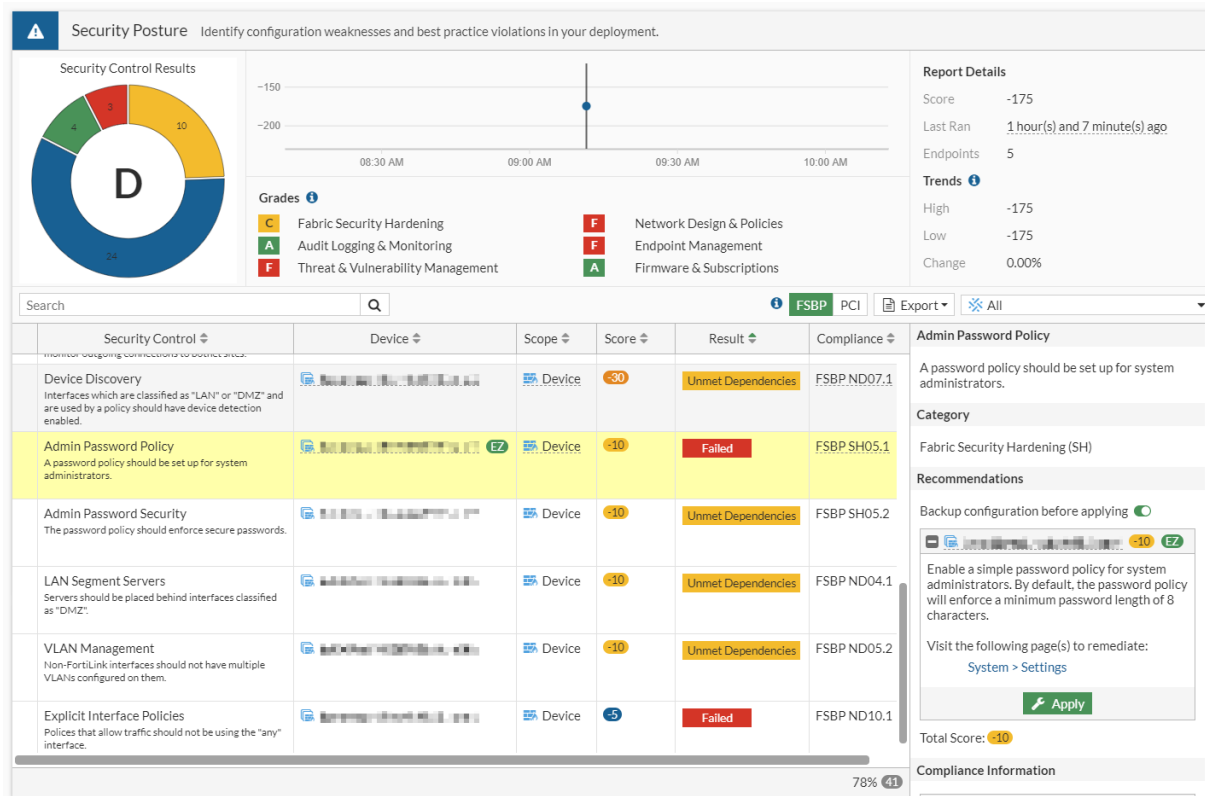 Security Posture Identify configuration weaknesses and best practice violations in your deployment.
Security Control Results
3
10
4
D
24
−150
−200
08:30 AM 09:00 AM 09:30 AM 10:00 AM
Grades
C Fabric Security Hardening
A Audit Logging & Monitoring
F Threat & Vulnerability Management
F Network Design & Policies
F Endpoint Management
A Firmware & Subscriptions
Report Details
Score -175
Last Ran 1 hour(s) and 7 minute(s) ago
Endpoints 5
Trends
High -175
Low -175
Change 0.00%
Search
FSBP PCI Export All
Security Control Device Scope Score Result Compliance
monitor outgoing connections to botnet sites.
Device Discovery
Interfaces which are classified as "LAN" or "DMZ" and
are used by a policy should have device detection
enabled.
Device -30 Unmet Dependencies FSBP ND07.1
Admin Password Policy
A password policy should be set up for system
administrators.
EZ Device -10 Failed FSBP SH05.1
Admin Password Security
The password policy should enforce secure passwords.
Device -10 Unmet Dependencies FSBP SH05.2
LAN Segment Servers
Servers should be placed behind interfaces classified
as "DMZ".
Device -10 Unmet Dependencies FSBP ND04.1
VLAN Management
Non-FortiLink interfaces should not have multiple
VLANs configured on them.
Device -10 Unmet Dependencies FSBP ND05.2
Explicit Interface Policies
Polices that allow traffic should not be using the "any"
interface.
Device -5 Failed FSBP ND10.1
78% 41
Admin Password Policy
A password policy should be set up for system
administrators.
Category
Fabric Security Hardening (SH)
Recommendations
Backup configuration before applying
-10 EZ
Enable a simple password policy for system
administrators. By default, the password policy
will enforce a minimum password length of 8
characters.
Visit the following page(s) to remediate:
System > Settings
Apply
Total Score: -10
Compliance Information